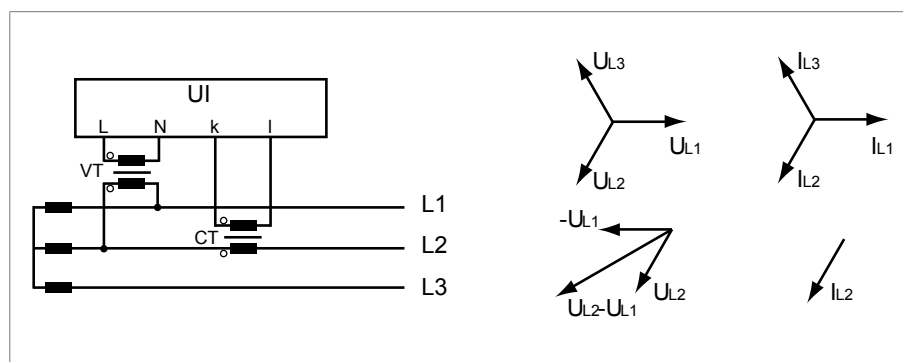 UI
L N k l
VT
CT
L1
L2
L3
UL3
UL1
UL2
IL3
IL1
IL2
-UL1
UL2
UL2-UL1
IL2